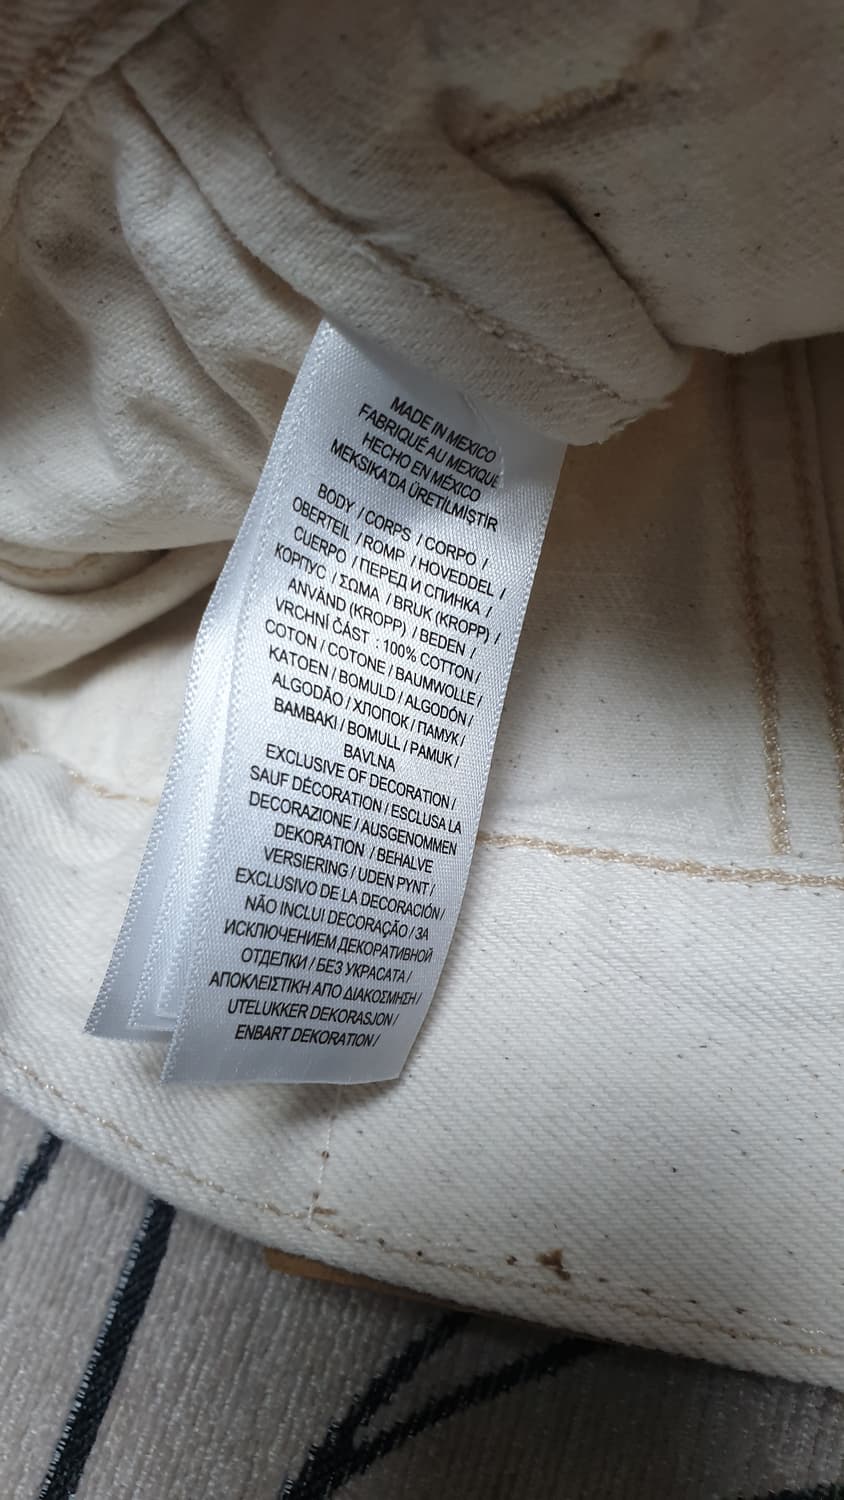 MADE IN MEXICO
FABRIQUÉ AU MEXIQUE
HECHO EN MÉXICO
MEKSİKA'DA ÜRETİLMİŞTİR
BODY / CORPS / CORPO /
OBERTEIL / ROMP / HOVEDDEL /
CUERPO / ПЕРЕД И СПИНКА /
КОРПУС / ΣΩΜΑ / BRUK (KROPP) /
ANVÄND (KROPP) / BEDEN /
VRCHNÍ ČÁST : 100% COTTON /
COTON / COTONE / BAUMWOLLE /
KATOEN / BOMULD / ALGODÓN /
ALGODÃO / ХЛОПОК / ПАМУК /
BAMBAKI / BOMULL / PAMUK /
BAVLNA
EXCLUSIVE OF DECORATION /
SAUF DÉCORATION / ESCLUSA LA
DECORAZIONE / AUSGENOMMEN
DEKORATION / BEHALVE
VERSIERING / UDEN PYNT /
EXCLUSIVO DE LA DECORACIÓN /
NÃO INCLUI DECORAÇÃO / ЗА
ИСКЛЮЧЕНИЕМ ДЕКОРАТИВНОЙ
ОТДЕЛКИ / БЕЗ УКРАСАТА /
ΑΠΟΚΛΕΙΣΤΙΚΗ ΑΠΟ ΔΙΑΚΟΣΜΗΣΗ /
UTELUKKER DEKORASJON /
ENBART DEKORATION /